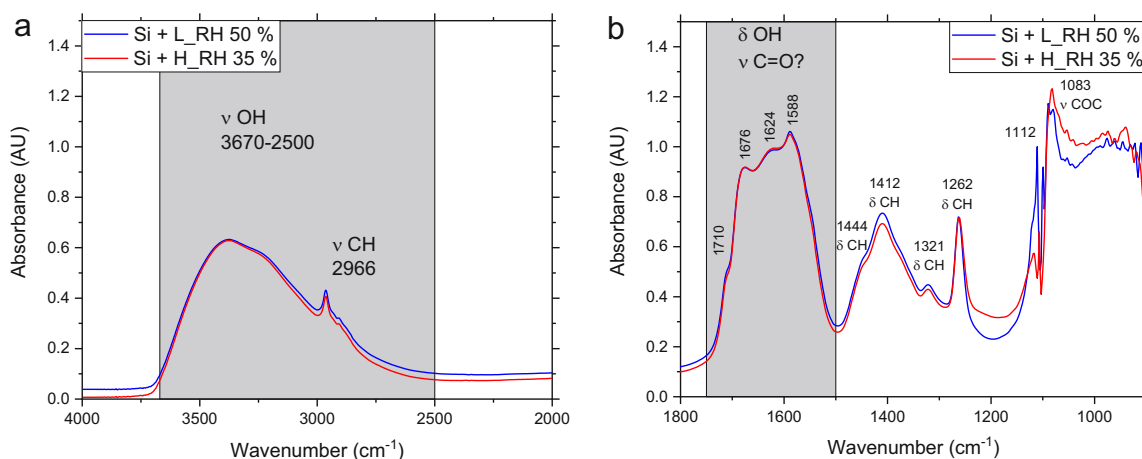 a
Si + L_RH 50 %
Si + H_RH 35 %
ν OH
3670-2500
ν CH
2966
Absorbance (AU)
1.4
1.2
1.0
0.8
0.6
0.4
0.2
0.0
4000
3500
3000
2500
2000
Wavenumber (cm⁻¹)
b
δ OH
ν C=O?
Si + L_RH 50 %
Si + H_RH 35 %
1710
1676
1624
1588
1444
δ CH
1412
δ CH
1321
δ CH
1262
δ CH
1112
1083
ν COC
Absorbance (AU)
1.4
1.2
1.0
0.8
0.6
0.4
0.2
0.0
1800
1600
1400
1200
1000
Wavenumber (cm⁻¹)